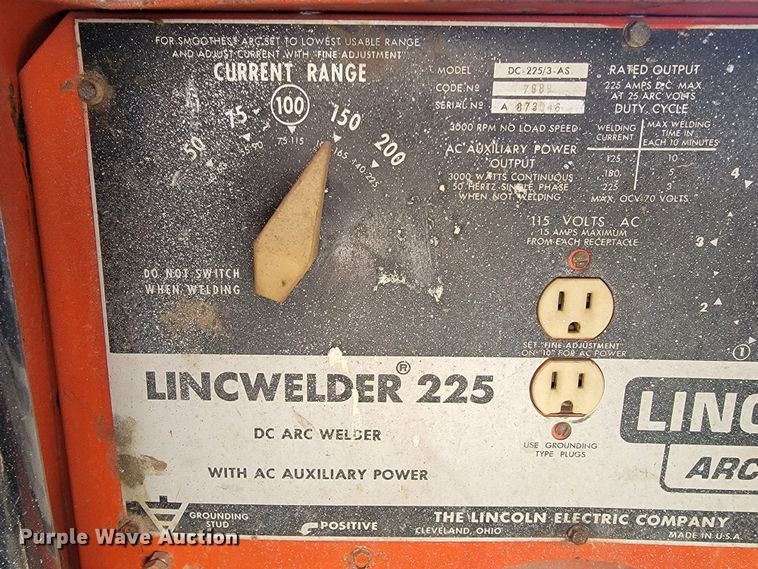 FOR SMOOTHEST ARC SET TO LOWEST USABLE RANGE
AND ADJUST CURRENT WITH "FINE ADJUSTMENT"
CURRENT RANGE
50
75
100
150
200
75-115
140-225
DO NOT SWITCH
WHEN WELDING
MODEL DC-225/3-AS
CODE NO
SERIAL NO A
RATED OUTPUT
225 AMPS D.C. MAX
AT 25 ARC VOLTS
DUTY CYCLE
WELDING CURRENT
MAX WELDING TIME IN EACH 10 MINUTES
125 10
180 5
225 3
MAX OCV-70 VOLTS
RPM NO LOAD SPEED
AC AUXILIARY POWER
OUTPUT
3000 WATTS CONTINUOUS
HERTZ-SINGLE PHASE
WHEN NOT WELDING
115 VOLTS AC
15 AMPS MAXIMUM
FROM EACH RECEPTACLE
4
3
2
1
SET "FINE ADJUSTMENT"
ON "10" FOR AC POWER
USE GROUNDING
TYPE PLUGS
LINCWELDER® 225
DC ARC WELDER
WITH AC AUXILIARY POWER
LINC
ARC
GROUNDING
STUD
POSITIVE
THE LINCOLN ELECTRIC COMPANY
CLEVELAND, OHIO
MADE IN U.S.A.
Purple Wave Auction